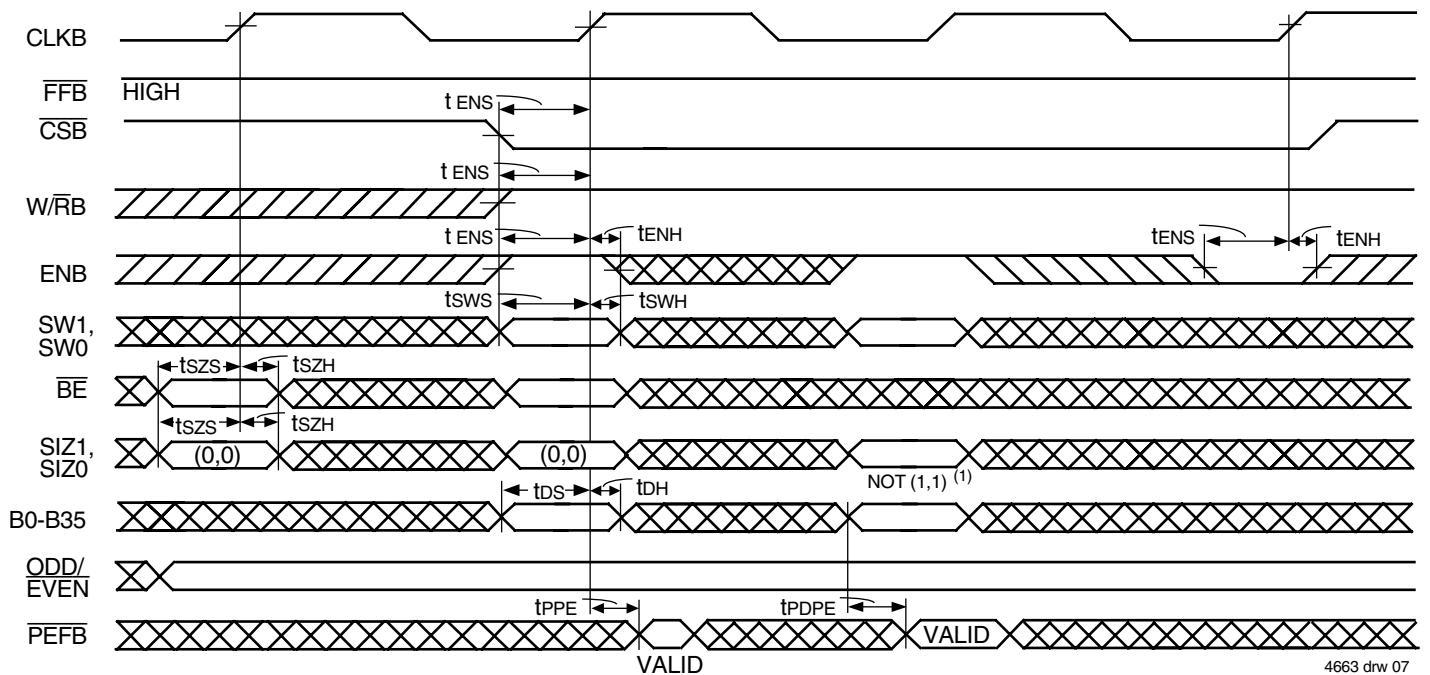 CLKB
FFB HIGH
t ENS
CSB
t ENS
W/RB
t ENS tENH tENS tENH
ENB
tSWS tSWH
SW1,
SW0
tSZS tSZH
BE
tSZS tSZH
SIZ1,
SIZ0
(0,0) (0,0)
NOT (1,1) (1)
tDS tDH
B0-B35
ODD/
EVEN
tPPE tPDPE
PEFB
VALID
VALID
4663 drw 07